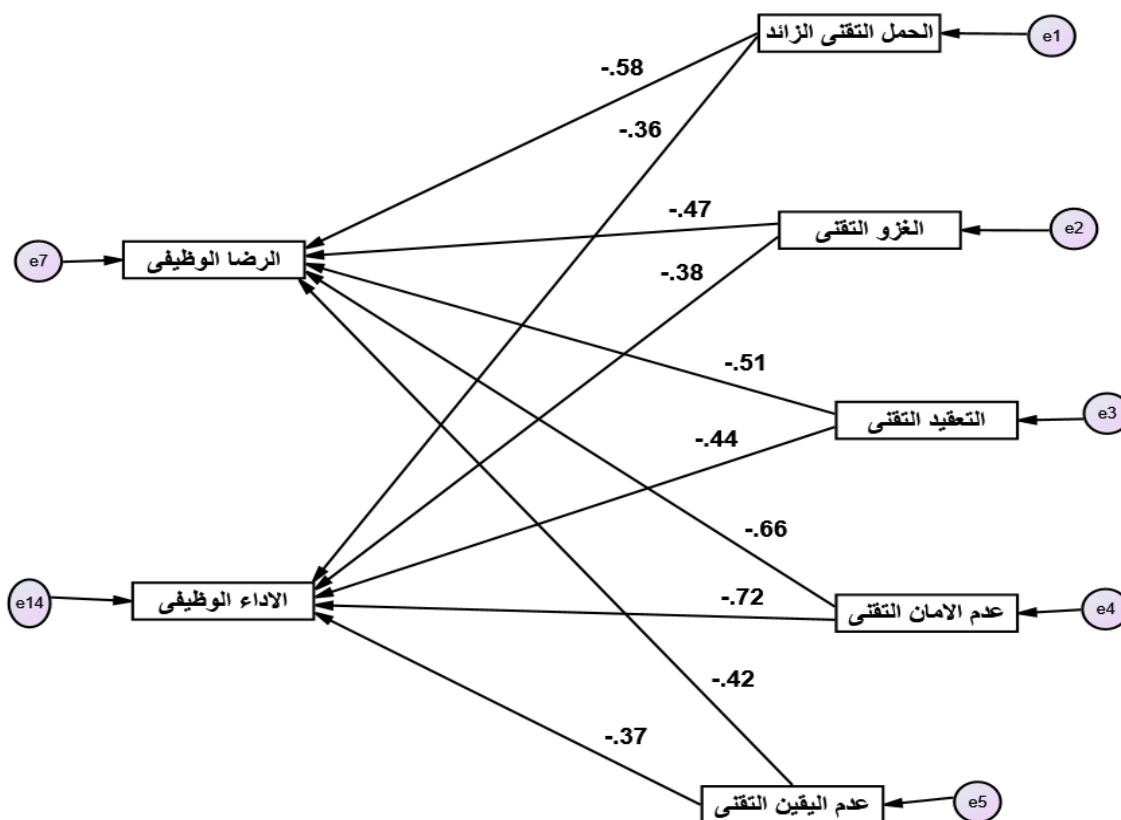 الحمل التقنى الزائد
e1
-.58
-.36
-.47
الغزو التقنى
e2
e7
الرضا الوظيفى
-.38
-.51
التعقيد التقنى
e3
-.44
-.66
e14
الاداء الوظيفى
-.72
عدم الامان التقنى
e4
-.42
-.37
عدم اليقين التقنى
e5